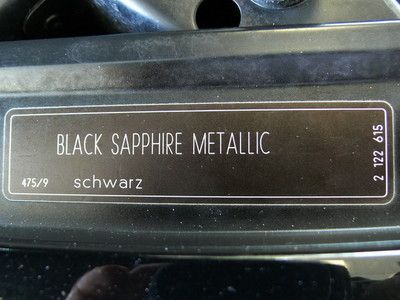 BLACK SAPPHIRE METALLIC
475/9 schwarz
2 122 615